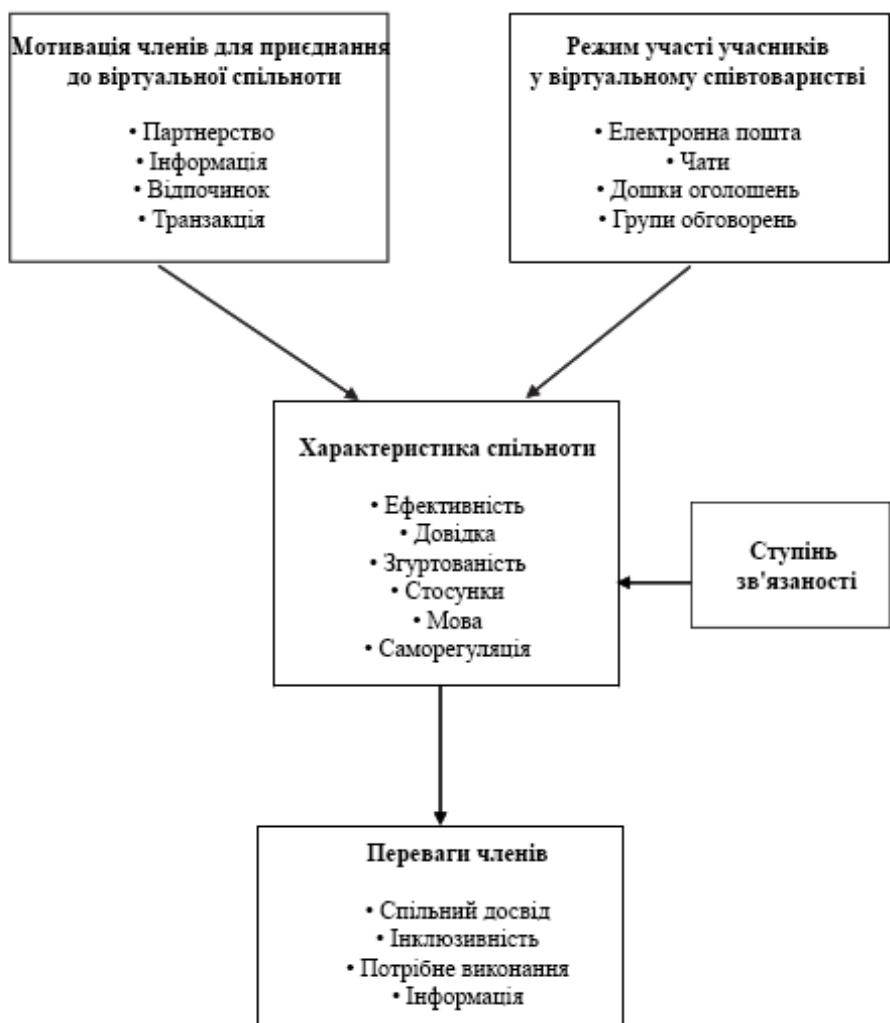 Мотивація членів для приєднання
до віртуальної спільноти
• Партнерство
• Інформація
• Відпочинок
• Транзакція
Режим участі учасників
у віртуальному співтоваристві
• Електронна пошта
• Чати
• Дошки оголошень
• Групи обговорень
Характеристика спільноти
• Ефективність
• Довідка
• Згуртованість
• Стосунки
• Мова
• Саморегуляція
Ступінь
зв'язаності
Переваги членів
• Спільний досвід
• Інклюзивність
• Потрібне виконання
• Інформація